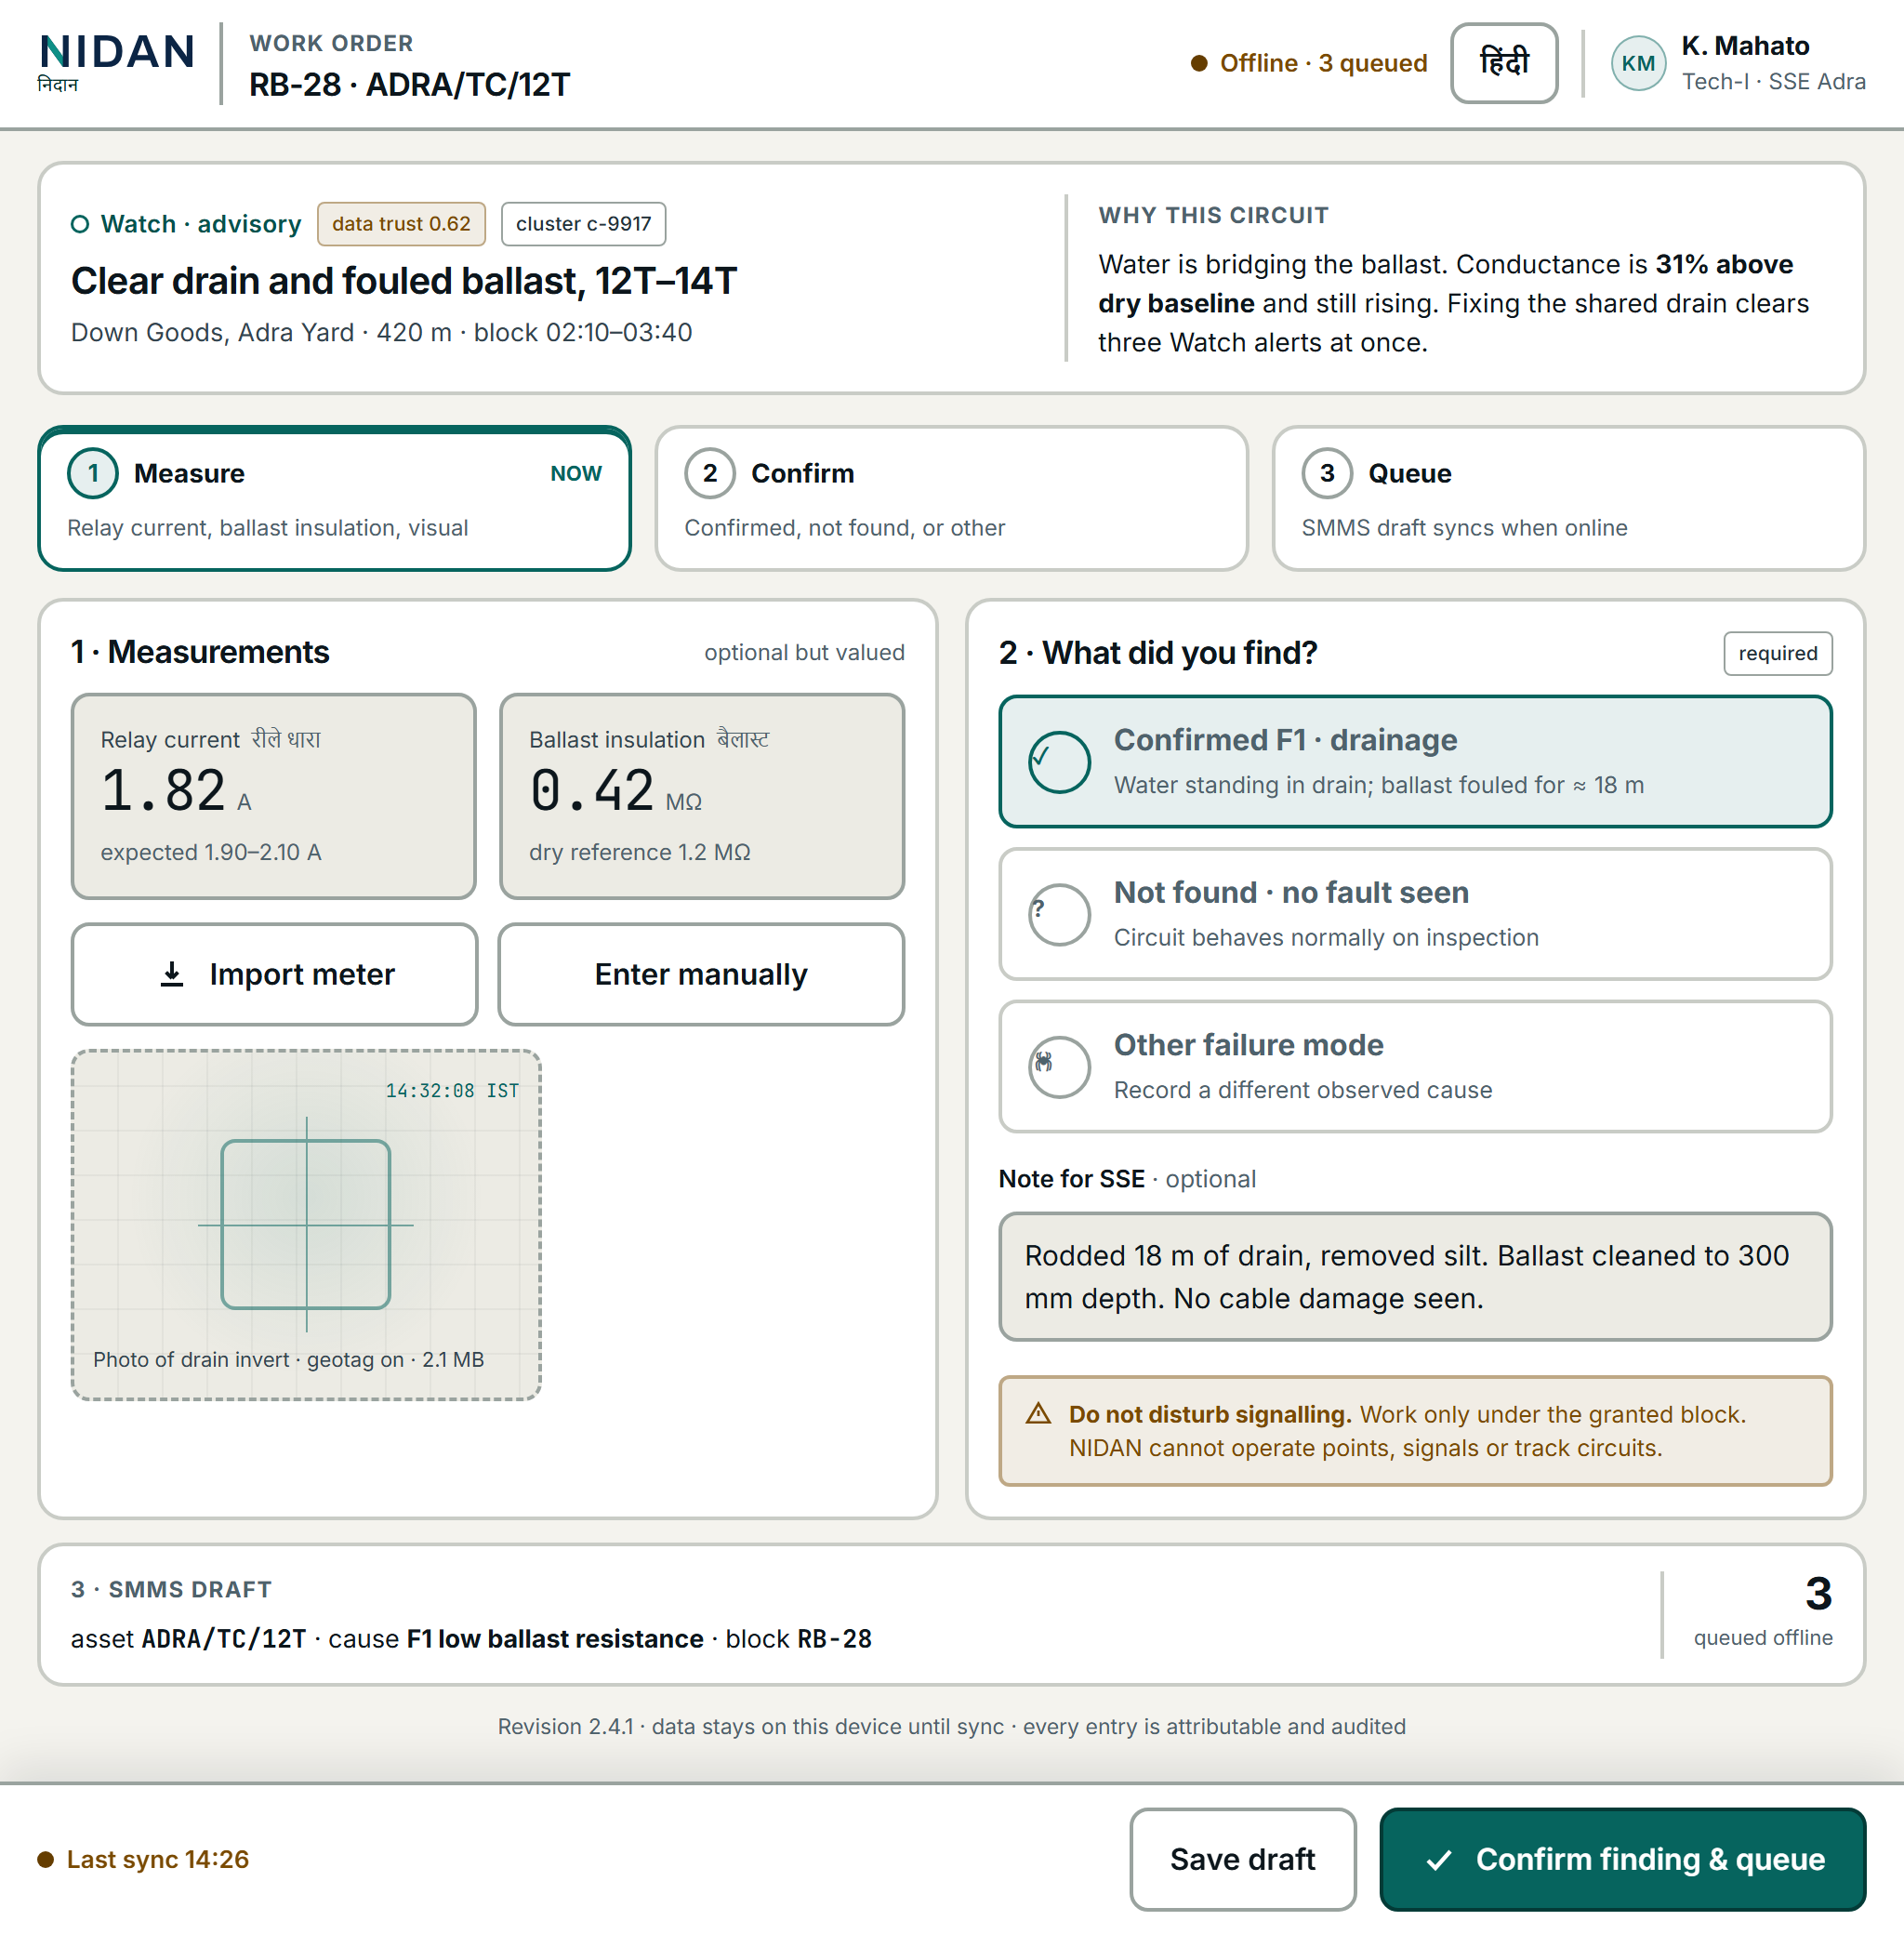 NIDAN
निदान
WORK ORDER
RB-28 · ADRA/TC/12T
Offline · 3 queued
हिंदी
KM
K. Mahato
Tech-I · SSE Adra
Watch · advisory
data trust 0.62
cluster c-9917
Clear drain and fouled ballast, 12T–14T
Down Goods, Adra Yard · 420 m · block 02:10–03:40
WHY THIS CIRCUIT
Water is bridging the ballast. Conductance is 31% above
dry baseline and still rising. Fixing the shared drain clears
three Watch alerts at once.
1 Measure NOW
Relay current, ballast insulation, visual
2 Confirm
Confirmed, not found, or other
3 Queue
SMMS draft syncs when online
1 · Measurements
optional but valued
Relay current रीले धारा
1.82 A
expected 1.90–2.10 A
Ballast insulation बैलास्ट
0.42 MΩ
dry reference 1.2 MΩ
Import meter
Enter manually
14:32:08 IST
Photo of drain invert · geotag on · 2.1 MB
2 · What did you find?
required
✓ Confirmed F1 · drainage
Water standing in drain; ballast fouled for ≈ 18 m
? Not found · no fault seen
Circuit behaves normally on inspection
Other failure mode
Record a different observed cause
Note for SSE · optional
Rodded 18 m of drain, removed silt. Ballast cleaned to 300
mm depth. No cable damage seen.
Do not disturb signalling. Work only under the granted block.
NIDAN cannot operate points, signals or track circuits.
3 · SMMS DRAFT
asset ADRA/TC/12T · cause F1 low ballast resistance · block RB-28
3
queued offline
Revision 2.4.1 · data stays on this device until sync · every entry is attributable and audited
Last sync 14:26
Save draft
✓ Confirm finding & queue